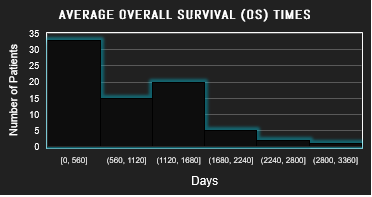 AVERAGE OVERALL SURVIVAL (OS) TIMES
Number of Patients
35
30
25
20
15
10
5
0
[0, 560] (560, 1120] (1120, 1680] (1680, 2240] (2240, 2800] (2800, 3360]
Days